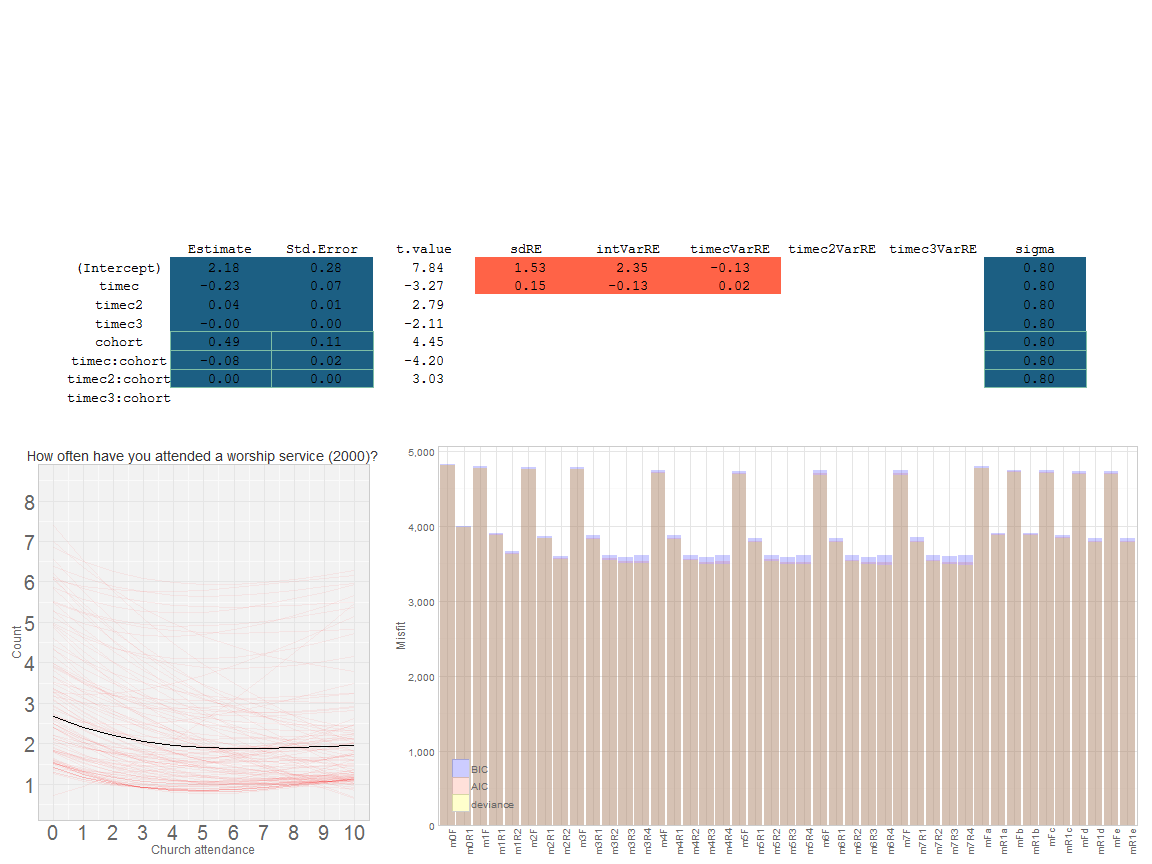 Estimate Std.Error t.value sdRE intVarRE timecVarRE timec2VarRE timec3VarRE sigma
(Intercept) 2.18 0.28 7.84 1.53 2.35 -0.13 0.80
timec -0.23 0.07 -3.27 0.15 -0.13 0.02 0.80
timec2 0.04 0.01 2.79 0.80
timec3 -0.00 0.00 -2.11 0.80
cohort 0.49 0.11 4.45 0.80
timec:cohort -0.08 0.02 -4.20 0.80
timec2:cohort 0.00 0.00 3.03 0.80
timec3:cohort
How often have you attended a worship service (2000)?
Count
8
7
6
5
4
3
2
1
0 1 2 3 4 5 6 7 8 9 10
Church attendance
Misfit
5,000
4,000
3,000
2,000
1,000
0
BIC
AIC
deviance
m0F m0R1 m1F m1R1 m1R2 m2F m2R1 m2R2 m3F m3R1 m3R2 m3R3 m3R4 m4F m4R1 m4R2 m4R3 m4R4 m5F m5R1 m5R2 m5R3 m5R4 m6F m6R1 m6R2 m6R3 m6R4 m7F m7R1 m7R2 m7R3 m7R4 mFa mR1a mFb mR1b mFc mR1c mFd mR1d mFe mR1e